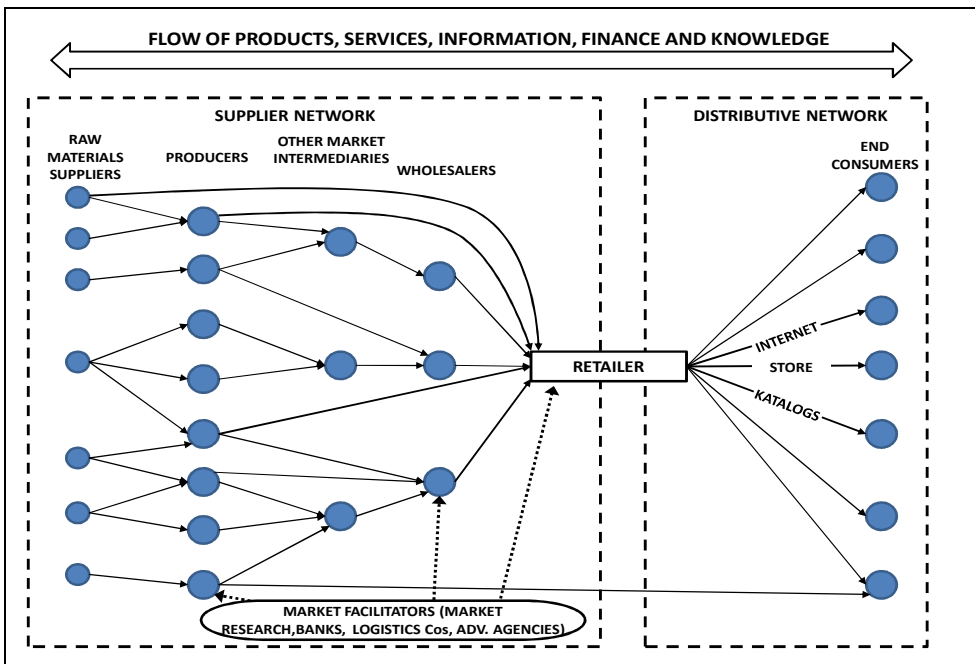 FLOW OF PRODUCTS, SERVICES, INFORMATION, FINANCE AND KNOWLEDGE
SUPPLIER NETWORK
DISTRIBUTIVE NETWORK
RAW
MATERIALS
SUPPLIERS
PRODUCERS
OTHER MARKET
INTERMEDIARIES
WHOLESALERS
END
CONSUMERS
INTERNET
RETAILER
STORE
KATALOGS
MARKET FACILITATORS (MARKET
RESEARCH,BANKS, LOGISTICS Cos, ADV. AGENCIES)